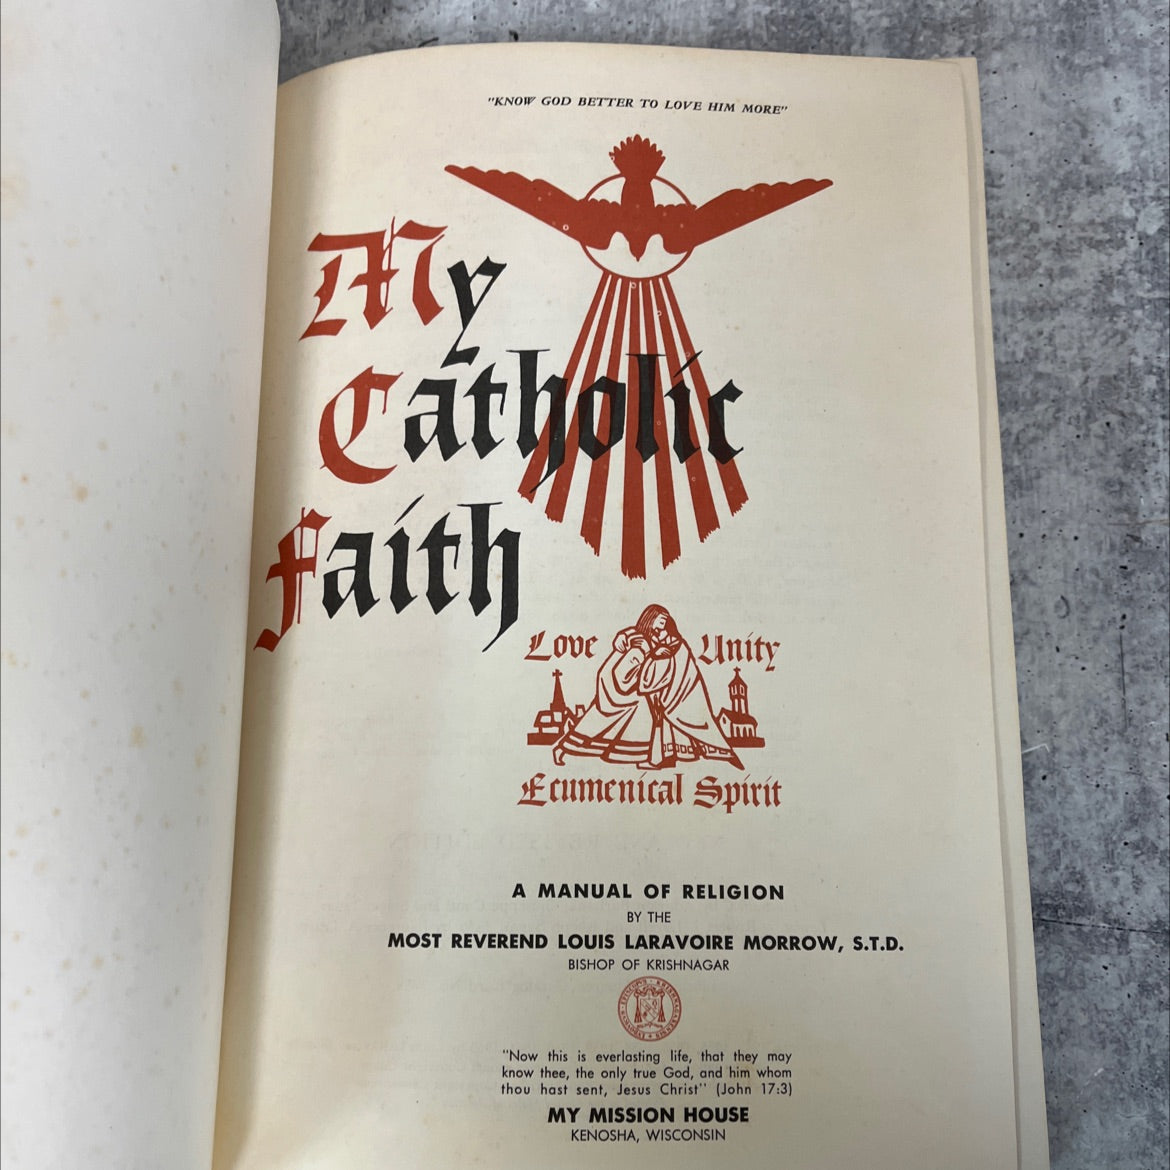 "KNOW GOD BETTER TO LOVE HIM MORE"
My
Catholic
Faith
Love Unity
Ecumenical Spirit
A MANUAL OF RELIGION
BY THE
MOST REVEREND LOUIS LARAVOIRE MORROW, S.T.D.
BISHOP OF KRISHNAGAR
"Now this is everlasting life, that they may
know thee, the only true God, and him whom
thou hast sent, Jesus Christ" (John 17:3)
MY MISSION HOUSE
KENOSHA, WISCONSIN